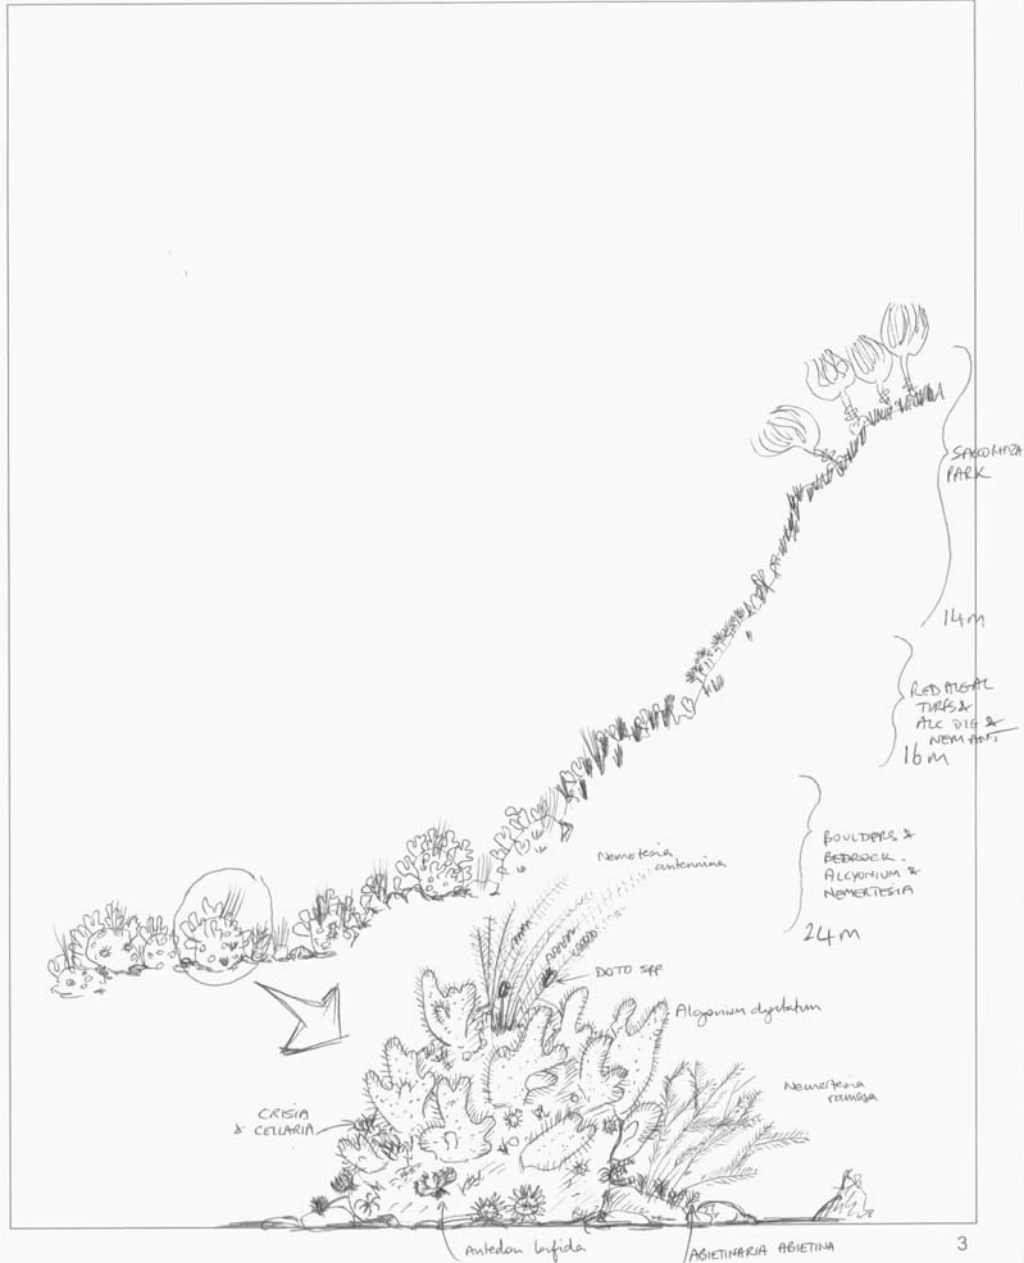 SACCORHIZA
PARK
14m
RED ALGAL
TURFS &
ALC DIG &
NEM ANT
16m
BOULDERS &
BEDROCK.
ALCYONIUM &
NEMERTESIA
24m
Nemertesia
antennina
DOTO SPP
Alcyonium digitatum
Nemertesia
ramosa
CRISIA
& CELLARIA
Antedon bifida
ABIETINARIA ABIETINA
3